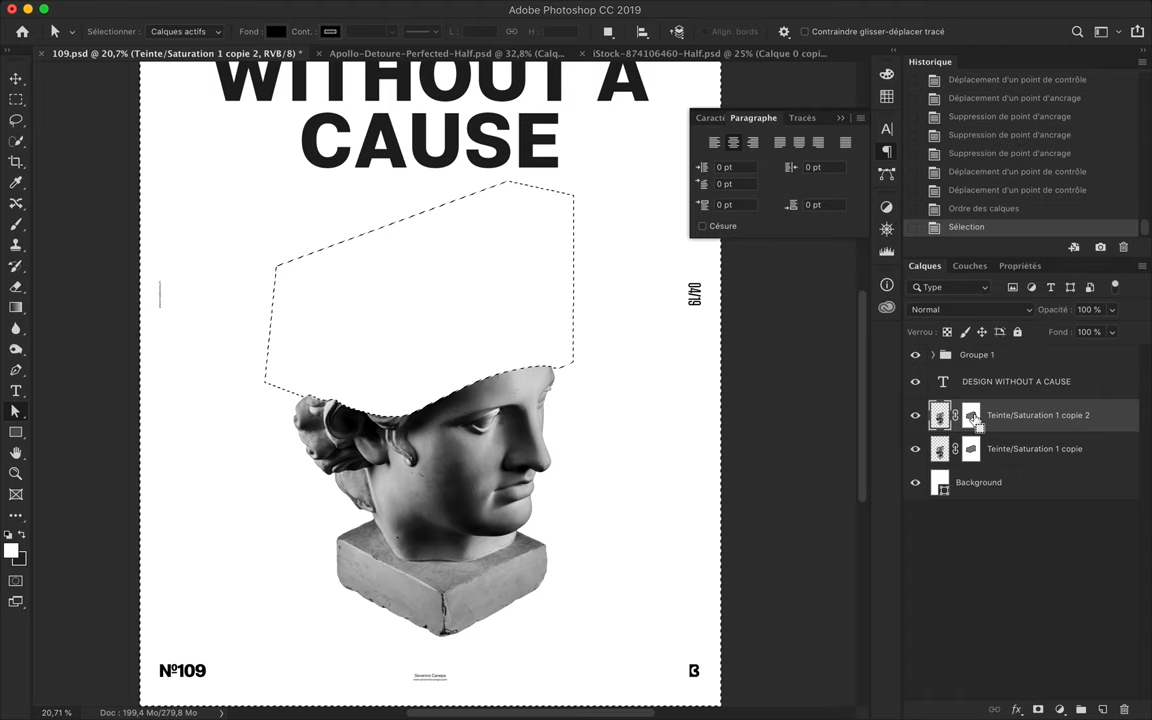 Adobe Photoshop CC 2019
Sélectionner : Calques actifs Fond : Cont. : L : H : Align. bords Contraindre glisser-déplacer tracé
109.psd @ 20,7% (Teinte/Saturation 1 copie 2, RVB/8) * Apollo-Detoure-Perfected-Half.psd @ 32,8% (Calq... iStock-874106460-Half.psd @ 25% (Calque 0 copi...
Historique
Déplacement d'un point de contrôle
Déplacement d'un point d'ancrage
Suppression de point d'ancrage
Suppression de point d'ancrage
Suppression de point d'ancrage
Déplacement d'un point de contrôle
Déplacement d'un point de contrôle
Ordre des calques
Sélection
WITHOUT A
CAUSE
Caractè Paragraphe Tracés
0 pt 0 pt
0 pt
0 pt 0 pt
Césure
04/19
Calques Couches Propriétés
Type
Normal Opacité : 100 %
Verrou : Fond : 100 %
Groupe 1
T DESIGN WITHOUT A CAUSE
Teinte/Saturation 1 copie 2
Teinte/Saturation 1 copie
Background
Nº109
Severino Canepa
www.severinocanepa.com
B
20,71 % Doc : 199,4 Mo/279,8 Mo